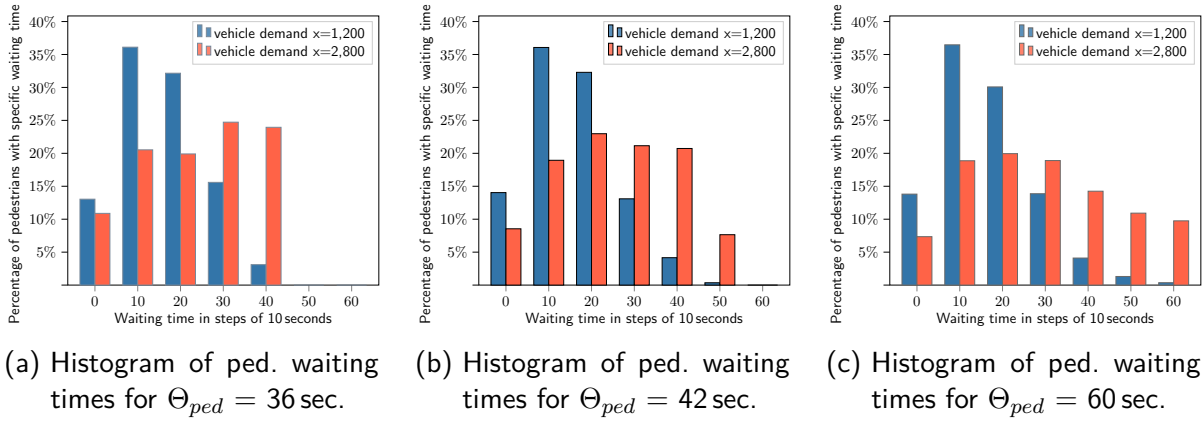 Percentage of pedestrians with specific waiting time
40%
35%
30%
25%
20%
15%
10%
5%
vehicle demand x=1,200
vehicle demand x=2,800
0 10 20 30 40 50 60
Waiting time in steps of 10 seconds
(a) Histogram of ped. waiting
times for Θ_ped = 36 sec.
Percentage of pedestrians with specific waiting time
40%
35%
30%
25%
20%
15%
10%
5%
vehicle demand x=1,200
vehicle demand x=2,800
0 10 20 30 40 50 60
Waiting time in steps of 10 seconds
(b) Histogram of ped. waiting
times for Θ_ped = 42 sec.
Percentage of pedestrians with specific waiting time
40%
35%
30%
25%
20%
15%
10%
5%
vehicle demand x=1,200
vehicle demand x=2,800
0 10 20 30 40 50 60
Waiting time in steps of 10 seconds
(c) Histogram of ped. waiting
times for Θ_ped = 60 sec.